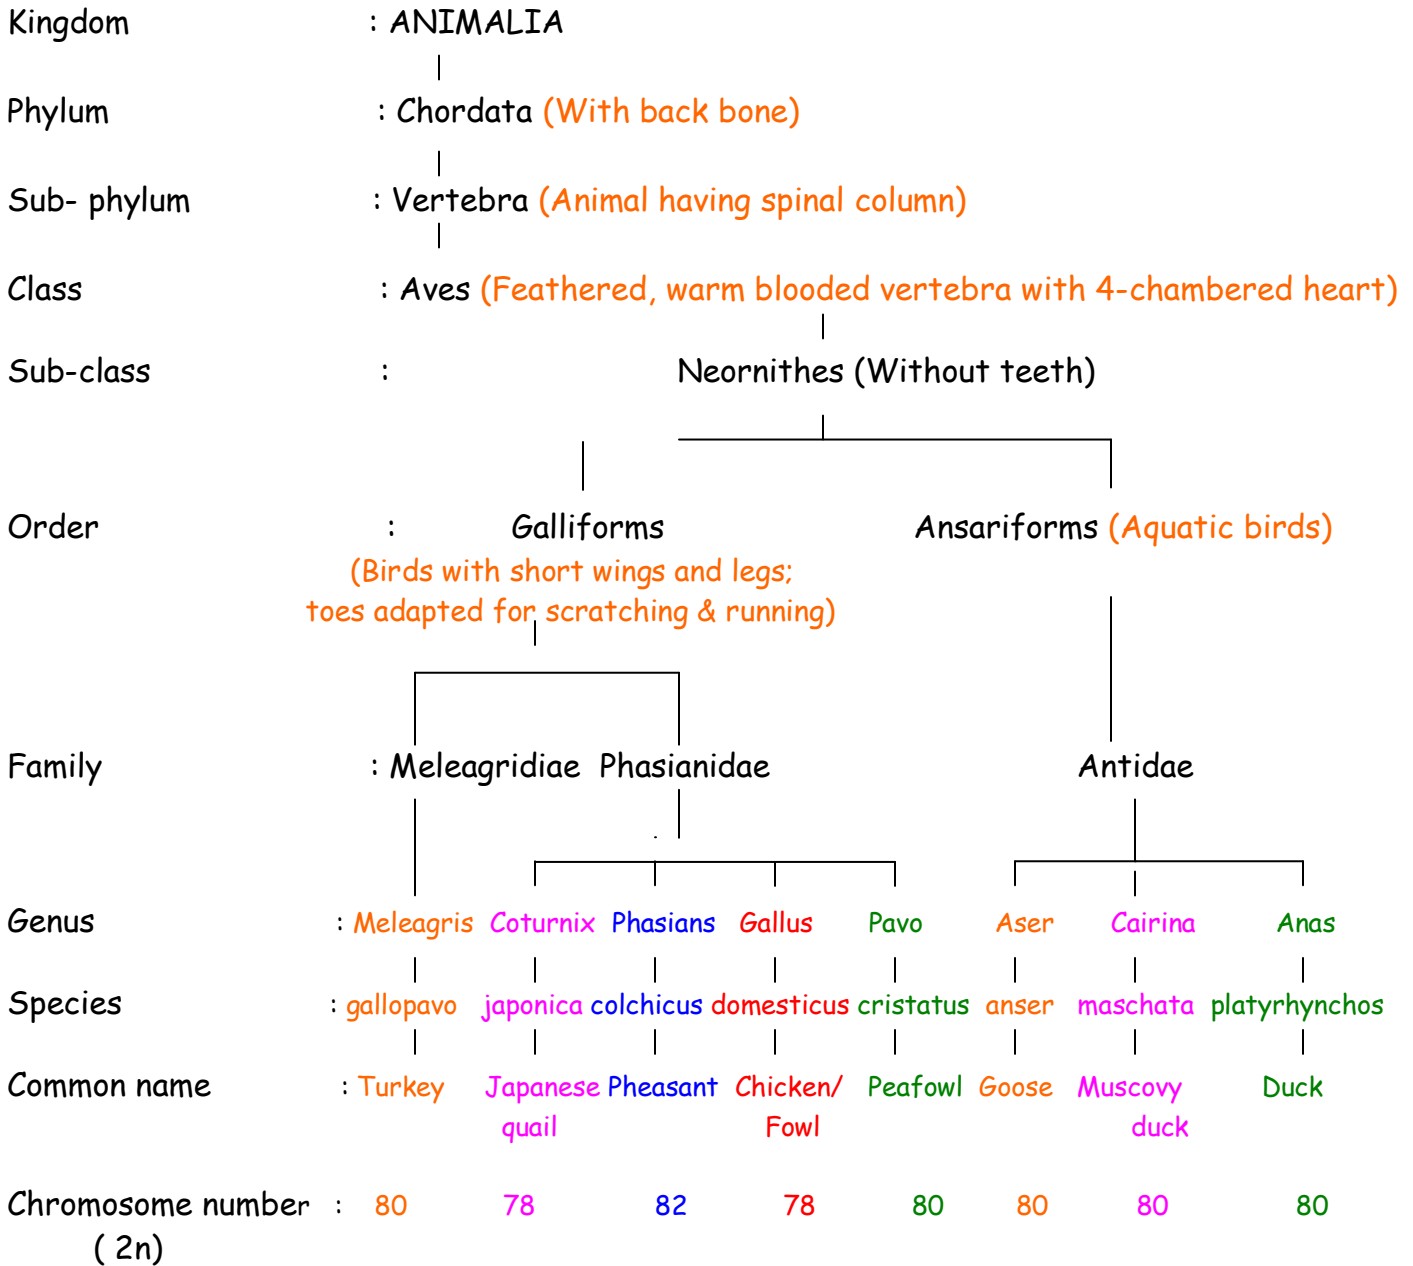 Kingdom : ANIMALIA
Phylum : Chordata (With back bone)
Sub- phylum : Vertebra (Animal having spinal column)
Class : Aves (Feathered, warm blooded vertebra with 4-chambered heart)
Sub-class : Neornithes (Without teeth)
Order : Galliforms Ansariforms (Aquatic birds)
(Birds with short wings and legs;
toes adapted for scratching & running)
Family : Meleagridiae Phasianidae Antidae
Genus : Meleagris Coturnix Phasians Gallus Pavo Aser Cairina Anas
Species : gallopavo japonica colchicus domesticus cristatus anser maschata platyrhynchos
Common name : Turkey Japanese Pheasant Chicken/ Peafowl Goose Muscovy Duck
quail Fowl duck
Chromosome number : 80 78 82 78 80 80 80 80
( 2n)